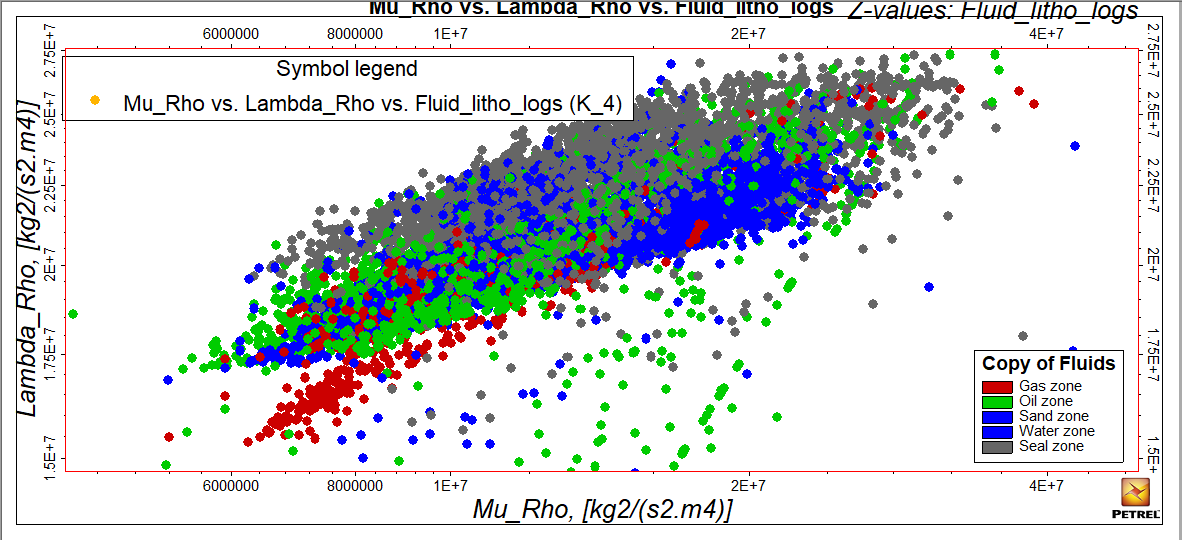 Mu_Rho vs. Lambda_Rho vs. Fluid_litho_logs
Z-values: Fluid_litho_logs
6000000 8000000 1E+7 2E+7 4E+7
Symbol legend
Mu_Rho vs. Lambda_Rho vs. Fluid_litho_logs (K_4)
Lambda_Rho, [kg2/(s2.m4)]
2.75E+7
2.5E+7
2.25E+7
2E+7
1.75E+7
1.5E+7
2.75E+7
2.5E+7
2.25E+7
2E+7
1.75E+7
1.5E+
Copy of Fluids
Gas zone
Oil zone
Sand zone
Water zone
Seal zone
6000000 8000000 1E+7 2E+7 4E+7
Mu_Rho, [kg2/(s2.m4)]
PETREL